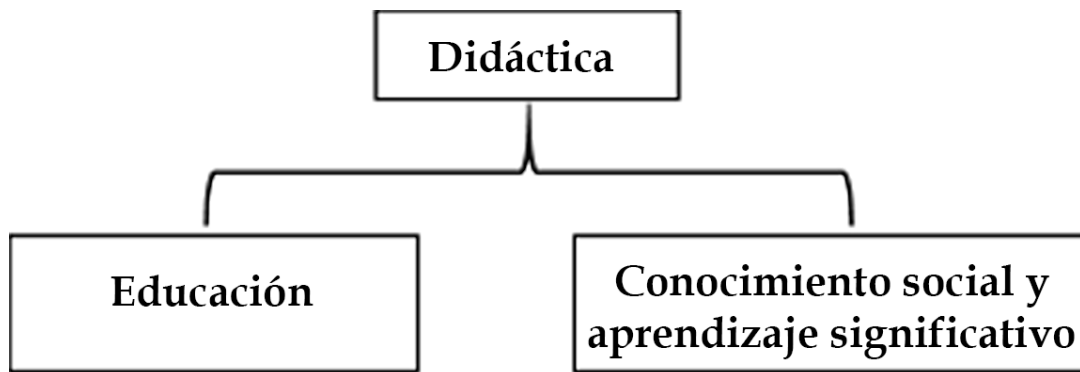 Didáctica
Educación
Conocimiento social y
aprendizaje significativo